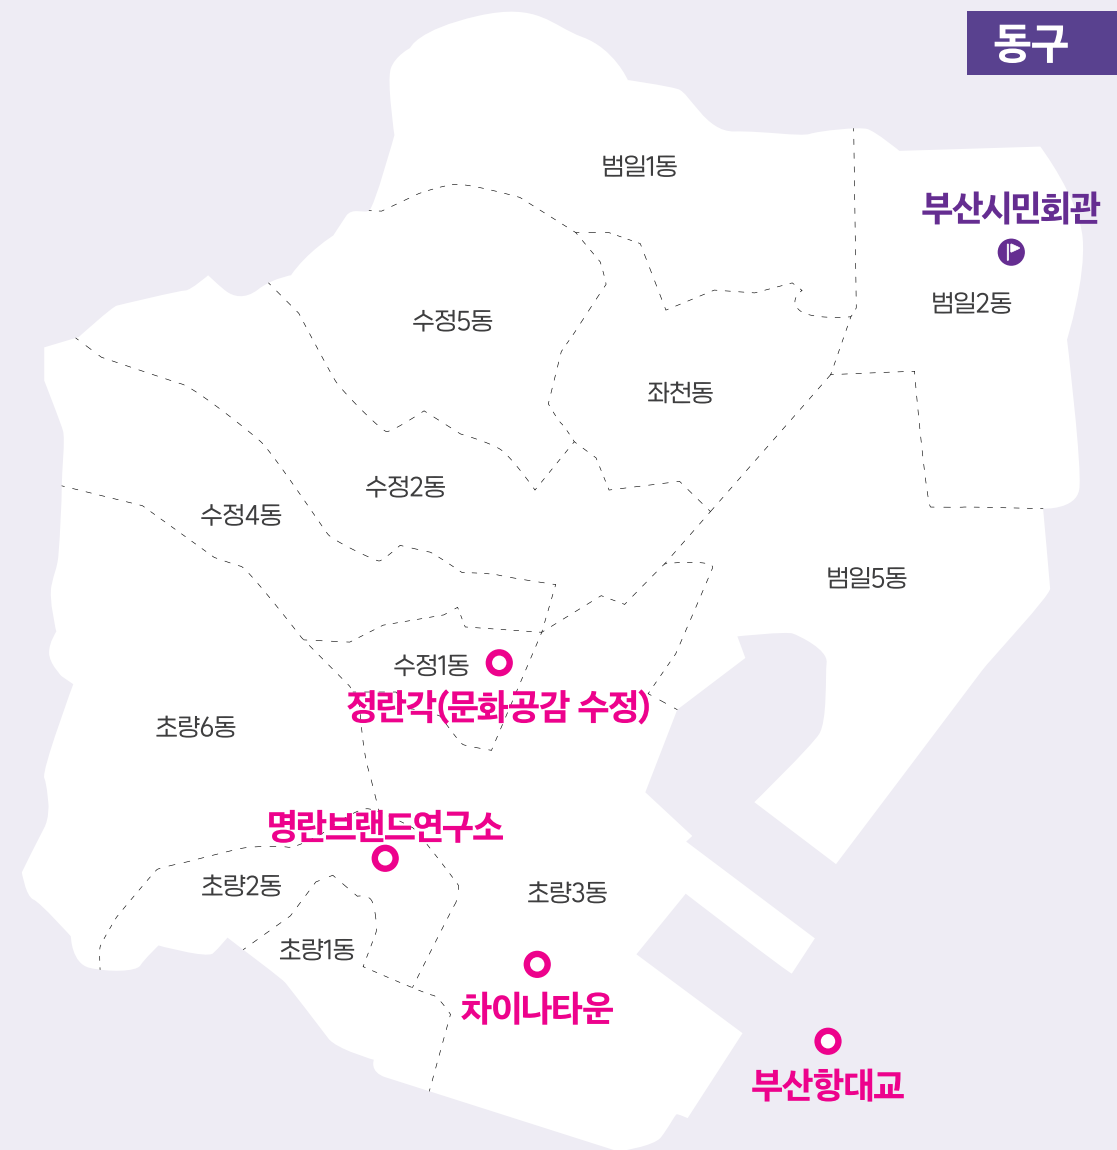 동구
범일1동
부산시민회관
범일2동
수정5동
좌천동
수정2동
수정4동
범일5동
수정1동
정란각(문화공감 수정)
초량6동
명란브랜드연구소
초량2동
초량3동
초량1동
차이나타운
부산항대교